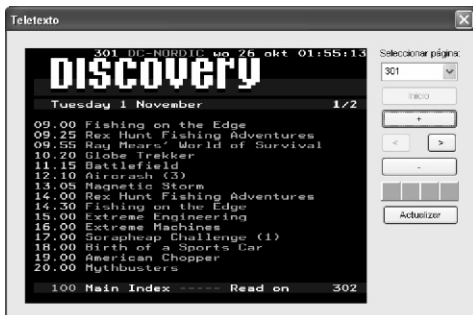 Teletexto
301 DC-NORDIC wo 26 okt 01:55:13
Discovery
Tuesday 1 November 1/2
09.00 Fishing on the Edge
09.25 Rex Hunt Fishing Adventures
09.55 Ray Mears' World of Survival
10.20 Globe Trekker
11.15 Battlefield
12.10 Aircrash (3)
13.05 Magnetic Storm
14.00 Rex Hunt Fishing Adventures
14.30 Fishing on the Edge
15.00 Extreme Engineering
16.00 Extreme Machines
17.00 Scrapheap Challenge (1)
18.00 Birth of a Sports Car
19.00 American Chopper
20.00 Mythbusters
100 Main Index ----- Read on 302
Seleccionar página:
301
Inicio
+
< >
-
Actualizar